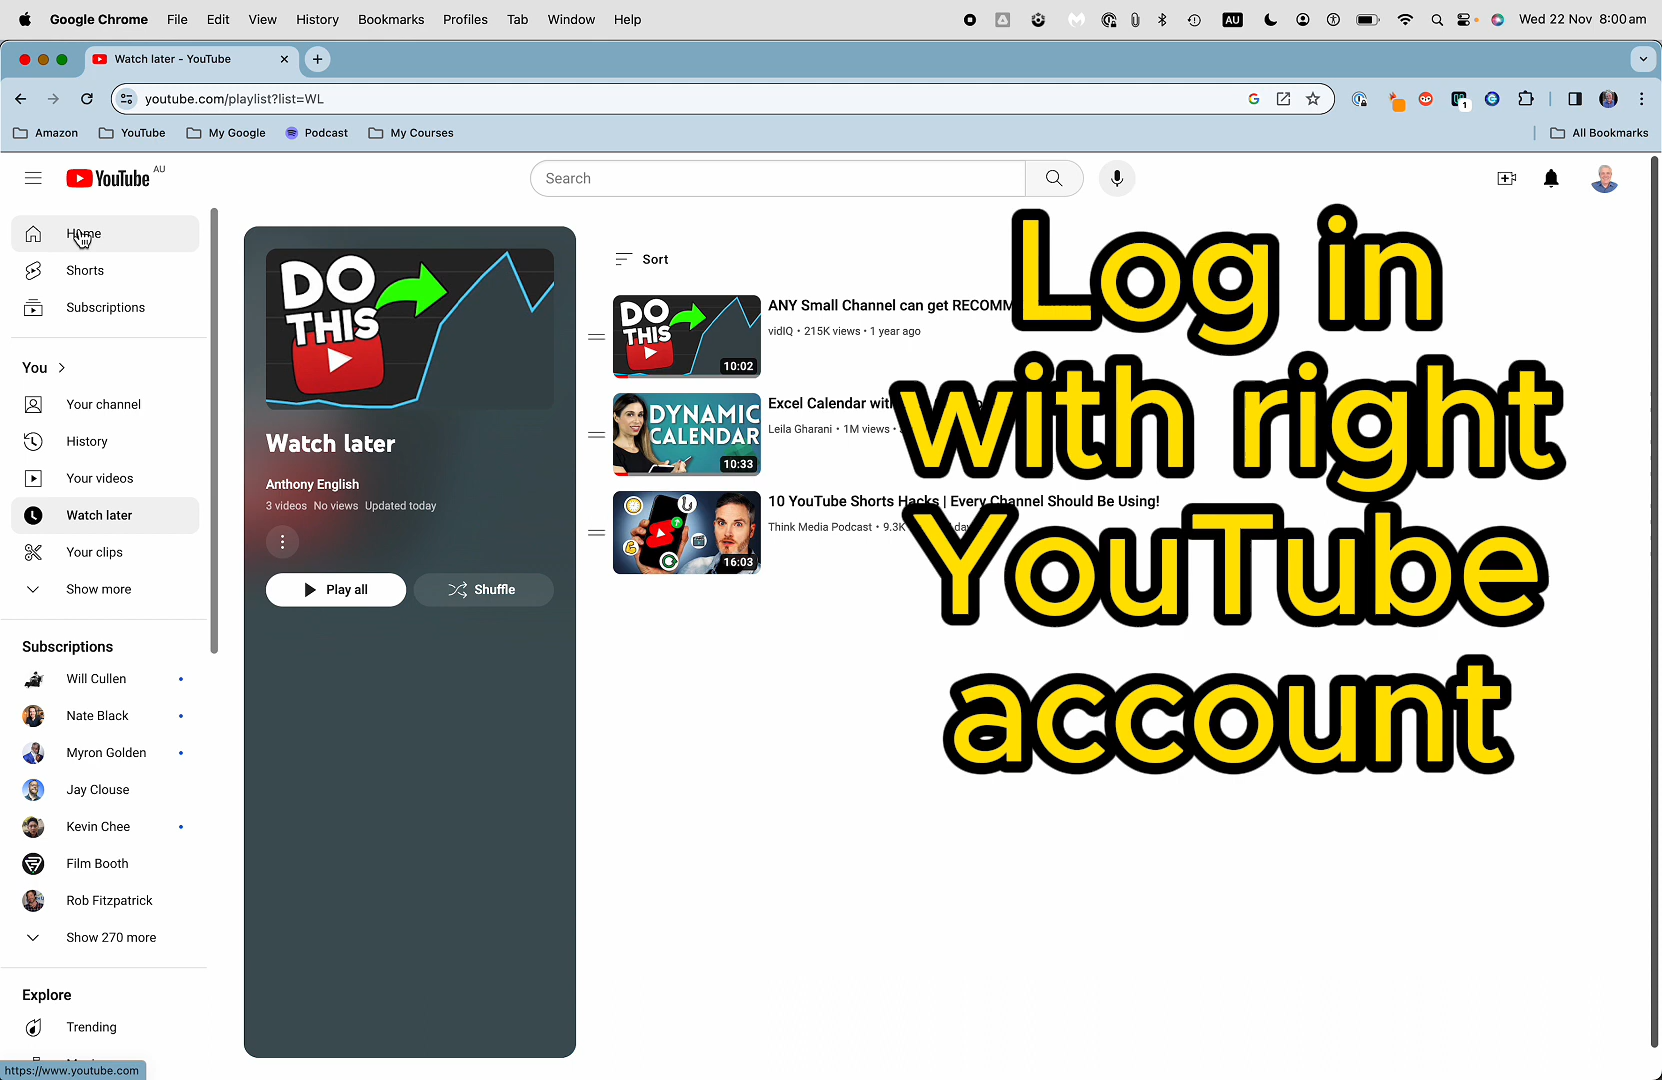 Google Chrome File Edit View History Bookmarks Profiles Tab Window Help AU Wed 22 Nov 8:00 am
Watch later - YouTube
youtube.com/playlist?list=WL
1
Amazon YouTube My Google Podcast My Courses All Bookmarks
YouTube AU
Search
Home
Shorts
Subscriptions
You
Your channel
History
Your videos
Watch later
Your clips
Show more
Subscriptions
Will Cullen
Nate Black
Myron Golden
Jay Clouse
Kevin Chee
Film Booth
Rob Fitzpatrick
Show 270 more
Explore
Trending
https://www.youtube.com
DO
THIS
Watch later
Anthony English
3 videos No views Updated today
Play all
Shuffle
Sort
DO
THIS
10:02
ANY Small Channel can get RECOMM
vidIQ • 215K views • 1 year ago
DYNAMIC
CALENDAR
10:33
Excel Calendar with
Leila Gharani • 1M views •
16:03
10 YouTube Shorts Hacks | Every Channel Should Be Using!
Think Media Podcast • 9.3K
Log in
with right
YouTube
account